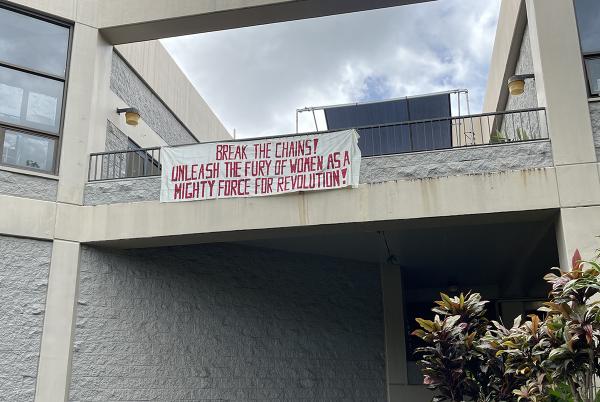 BREAK THE CHAINS!
UNLEASH THE FURY OF WOMEN AS A
MIGHTY FORCE FOR REVOLUTION!